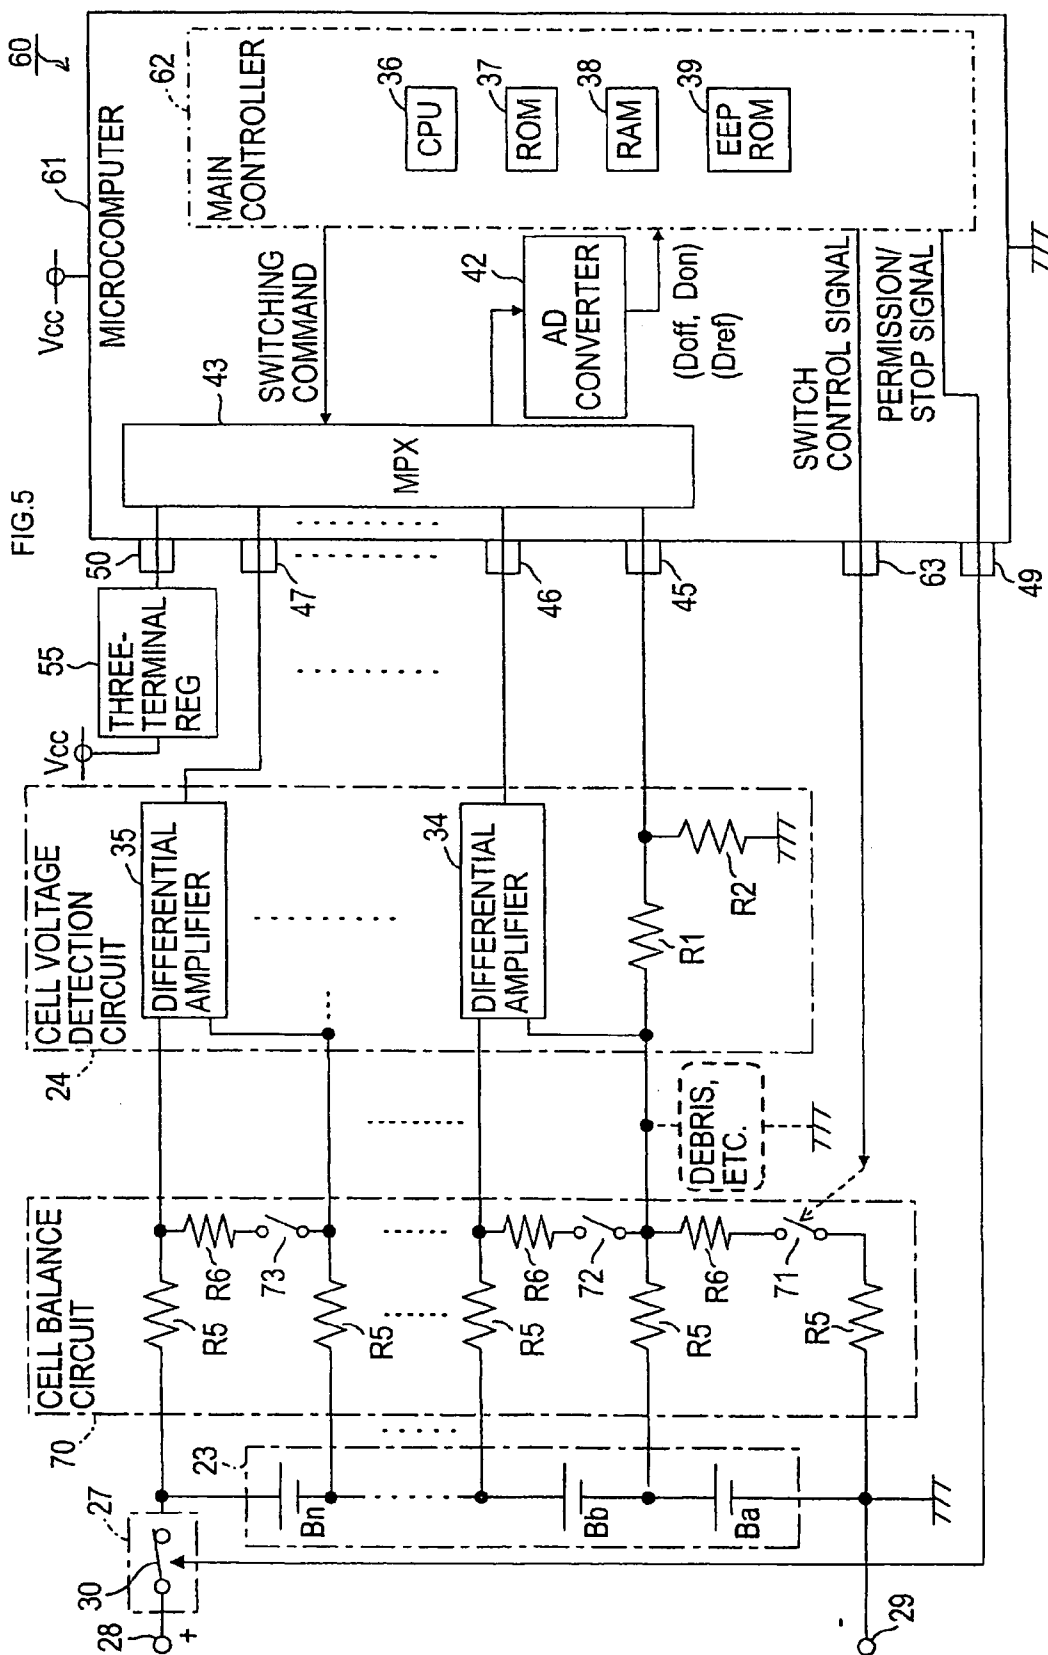 FIG.5
60
MICROCOMPUTER
61
Vcc
62
MAIN
CONTROLLER
36
CPU
37
ROM
38
RAM
39
EEP
ROM
SWITCHING
COMMAND
43
MPX
42
AD
CONVERTER
(Doff, Don)
(Dref)
SWITCH
CONTROL SIGNAL
PERMISSION/
STOP SIGNAL
50
47
46
45
63
49
55
THREE-
TERMINAL
REG
Vcc
24
CELL VOLTAGE
DETECTION
CIRCUIT
35
DIFFERENTIAL
AMPLIFIER
34
DIFFERENTIAL
AMPLIFIER
R1
R2
DEBRIS,
ETC.
70
CELL BALANCE
CIRCUIT
R6
73
R6
72
R6
71
R5
R5
R5
R5
R5
23
Bn
Bb
Ba
27
30
28
+
-
29